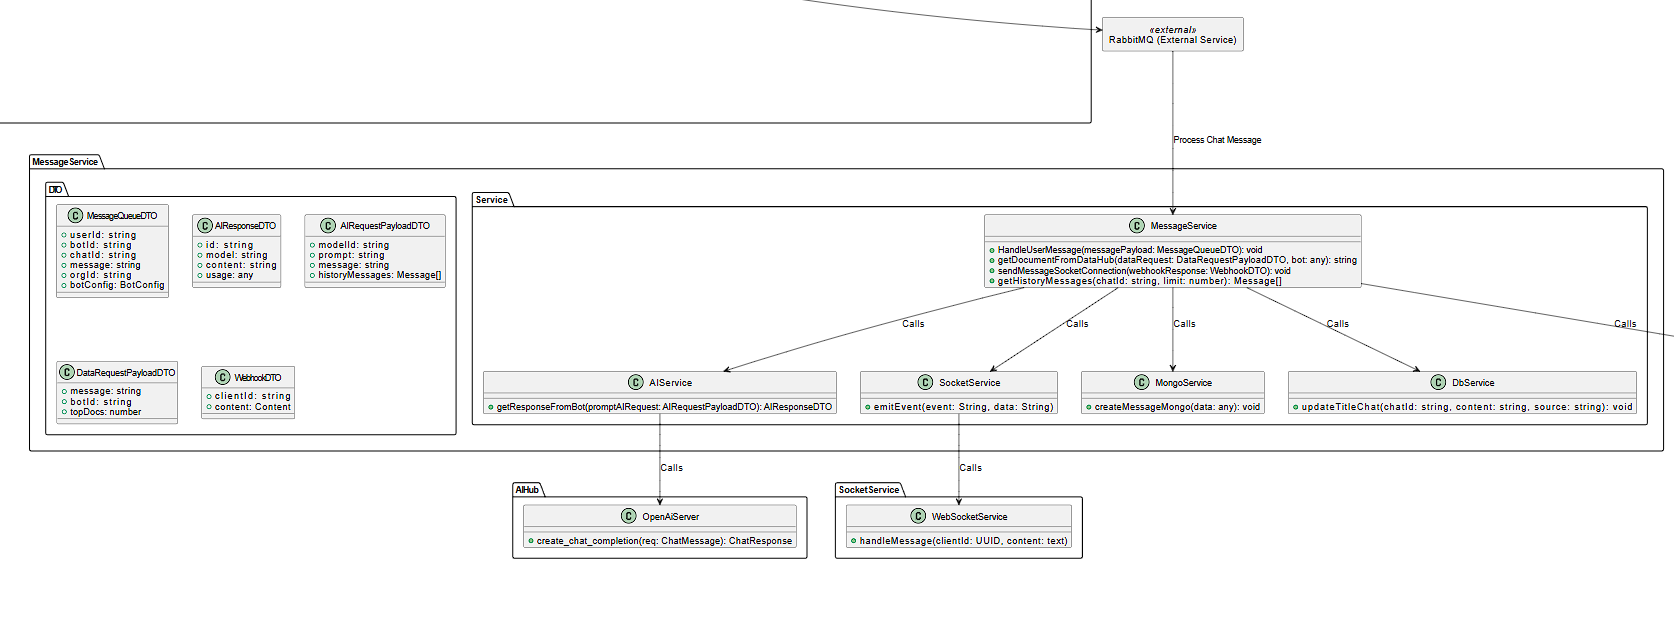 «external»
RabbitMQ (External Service)
Process Chat Message
MessageService
DTO
C MessageQueueDTO
userId: string
botId: string
chatId: string
message: string
orgId: string
botConfig: BotConfig
C AIResponseDTO
id: string
model: string
content: string
usage: any
C AIRequestPayloadDTO
modelId: string
prompt: string
message: string
historyMessages: Message[]
C DataRequestPayloadDTO
message: string
botId: string
topDocs: number
C WebhookDTO
clientId: string
content: Content
Service
C MessageService
HandleUserMessage(messagePayload: MessageQueueDTO): void
getDocumentFromDataHub(dataRequest: DataRequestPayloadDTO, bot: any): string
sendMessageSocketConnection(webhookResponse: WebhookDTO): void
getHistoryMessages(chatId: string, limit: number): Message[]
Calls
Calls
Calls
Calls
Calls
C AIService
getResponseFromBot(promptAIRequest: AIRequestPayloadDTO): AIResponseDTO
C SocketService
emitEvent(event: String, data: String)
C MongoService
createMessageMongo(data: any): void
C DbService
updateTitleChat(chatId: string, content: string, source: string): void
Calls
Calls
AIHub
C OpenAiServer
create_chat_completion(req: ChatMessage): ChatResponse
SocketService
C WebSocketService
handleMessage(clientId: UUID, content: text)